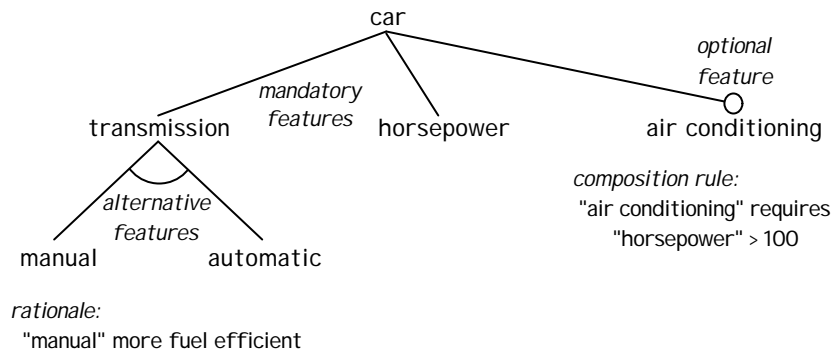 car
optional
feature
mandatory
features
transmission
horsepower
air conditioning
alternative
features
manual
automatic
composition rule:
"air conditioning" requires
"horsepower" > 100
rationale:
"manual" more fuel efficient